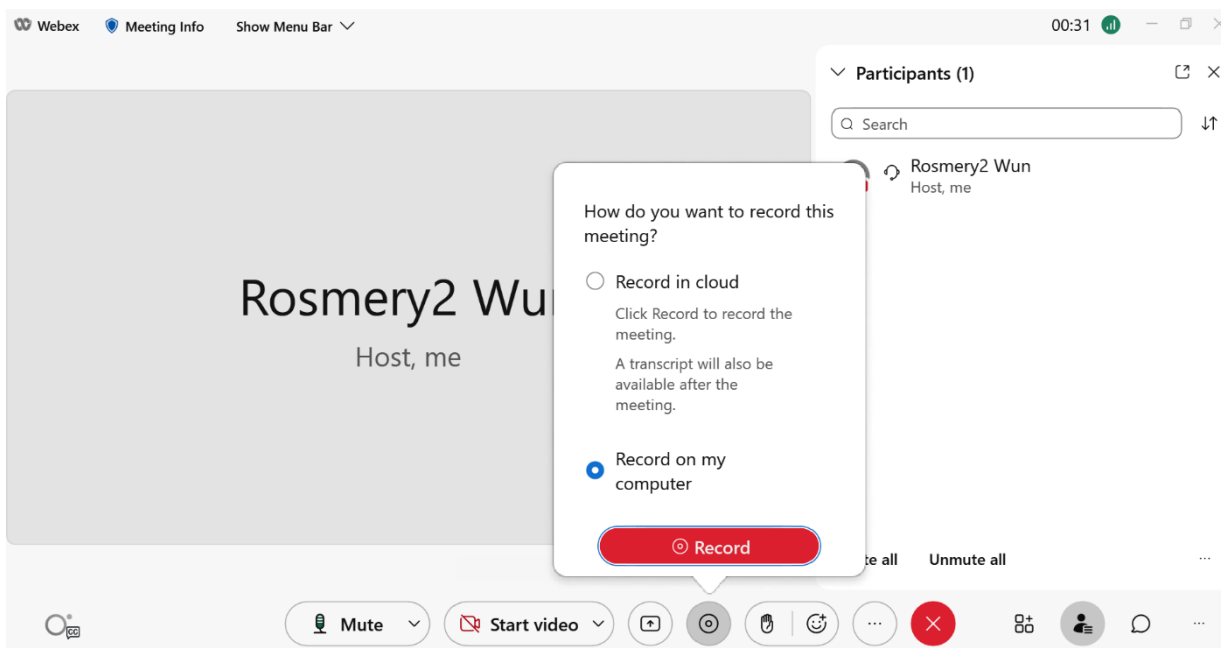 Webex
Meeting Info
Show Menu Bar
00:31
Participants (1)
Search
Rosmery2 Wun
Host, me
Rosmery2 Wu
Host, me
How do you want to record this
meeting?
Record in cloud
Click Record to record the
meeting.
A transcript will also be
available after the
meeting.
Record on my
computer
Record
te all
Unmute all
CC
Mute
Start video